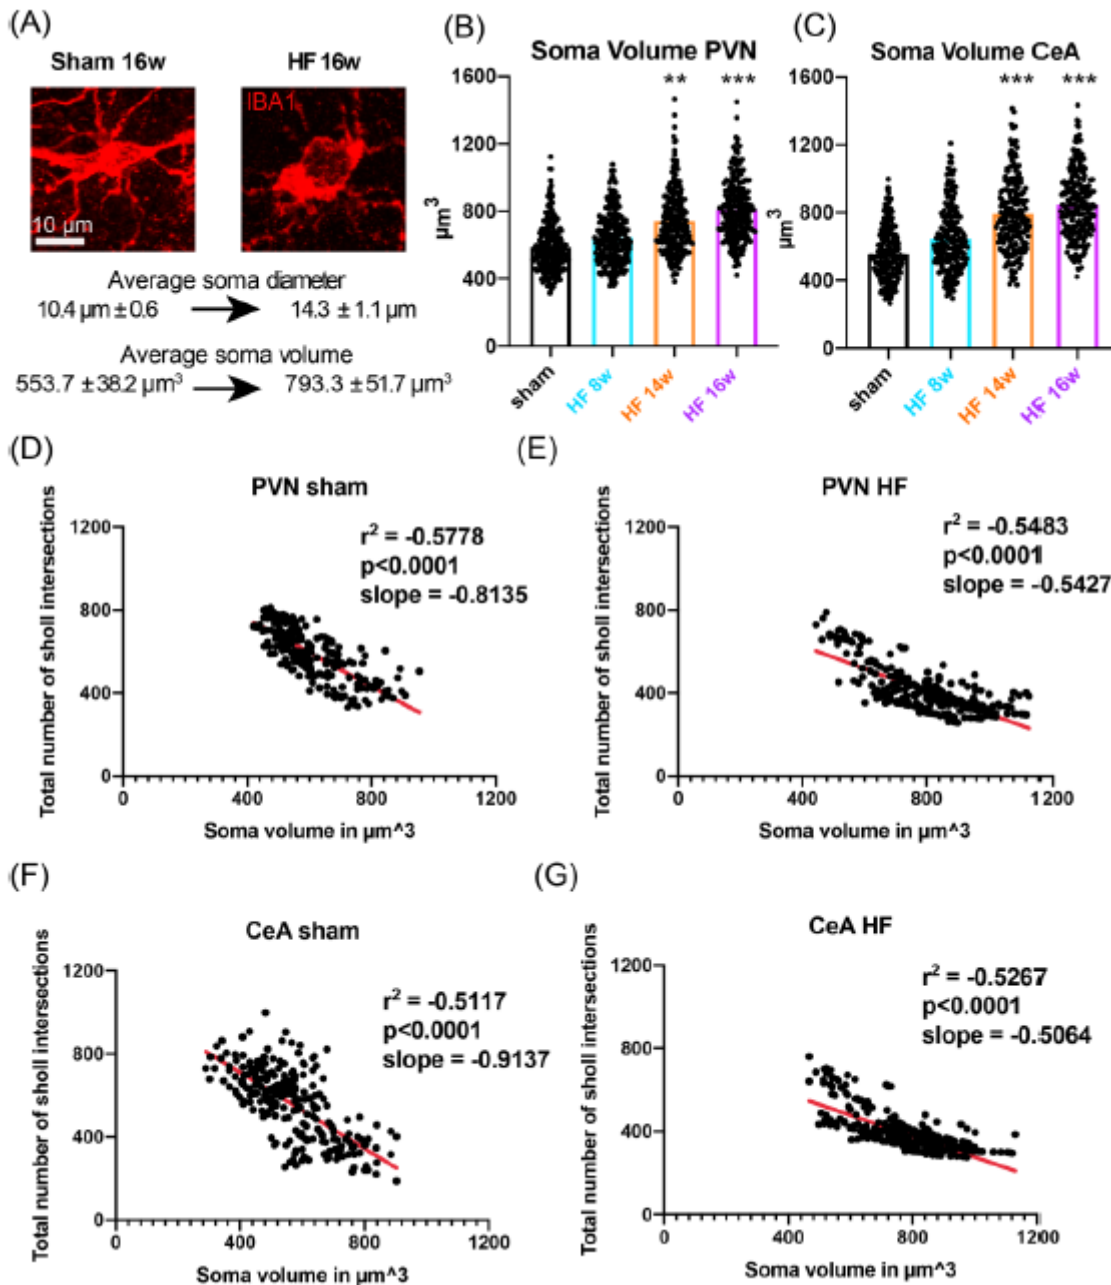 (A)
Sham 16w
HF 16w
IBA1
10 µm
Average soma diameter
10.4 µm ± 0.6
14.3 ± 1.1 µm
Average soma volume
553.7 ± 38.2 µm³
793.3 ± 51.7 µm³
(B)
Soma Volume PVN
µm³
1600
1200
800
400
0
**
***
sham
HF 8w
HF 14w
HF 16w
(C)
Soma Volume CeA
µm³
1600
1200
800
400
0
***
***
sham
HF 8w
HF 14w
HF 16w
(D)
PVN sham
Total number of sholl intersections
1200
800
400
0
r² = -0.5778
p<0.0001
slope = -0.8135
0
400
800
1200
Soma volume in µm^3
(E)
PVN HF
Total number of sholl intersections
1200
800
400
0
r² = -0.5483
p<0.0001
slope = -0.5427
0
400
800
1200
Soma volume in µm^3
(F)
CeA sham
Total number of sholl intersections
1200
800
400
0
r² = -0.5117
p<0.0001
slope = -0.9137
0
400
800
1200
Soma volume in µm^3
(G)
CeA HF
Total number of sholl intersections
1200
800
400
0
r² = -0.5267
p<0.0001
slope = -0.5064
0
400
800
1200
Soma volume in µm^3